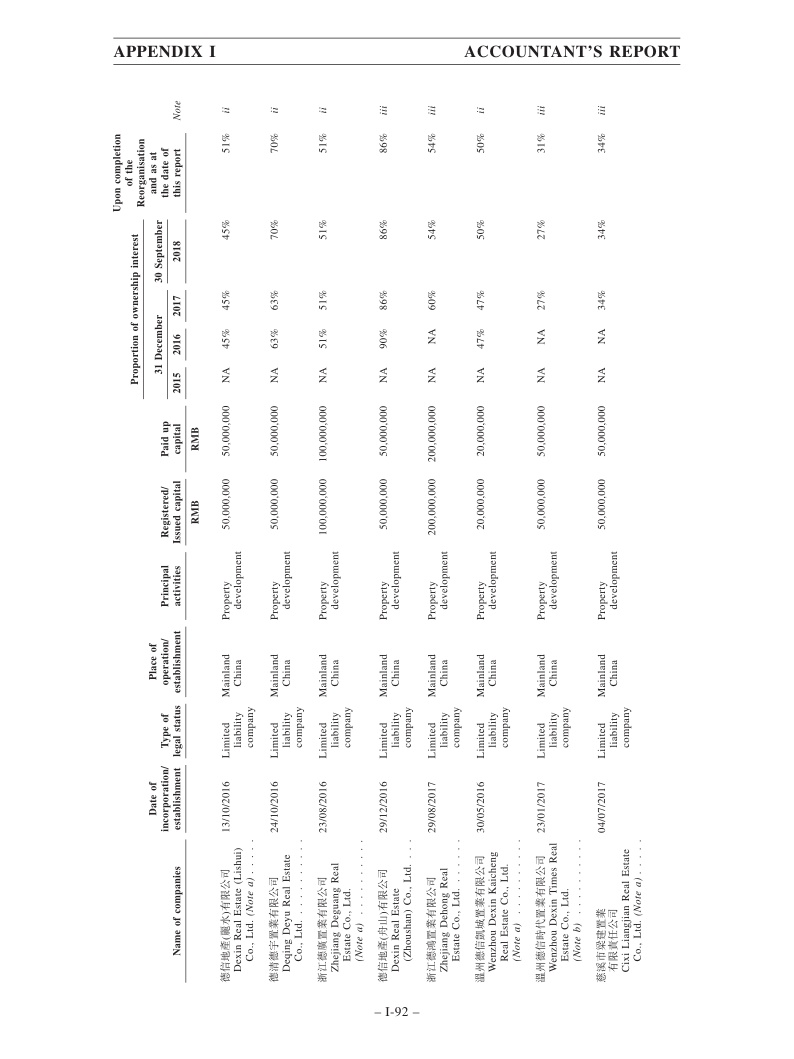 APPENDIX I ACCOUNTANT'S REPORT
Proportion of ownership interest
Upon completion
of the
Reorganisation
and as at
the date of
this report
Date of
incorporation/
establishment
Type of
legal status
Place of
operation/
establishment
Principal
activities
Registered/
Issued capital
Paid up
capital
31 December
30 September
Name of companies
2015 2016 2017 2018 Note
RMB RMB
德信地產(麗水)有限公司 13/10/2016 Limited Mainland Property 50,000,000 50,000,000 NA 45% 45% 45% 51% ii
Dexin Real Estate (Lishui) liability China development
Co., Ltd. (Note a) . . . . . company
德清德宇置業有限公司 24/10/2016 Limited Mainland Property 50,000,000 50,000,000 NA 63% 63% 70% 70% ii
Deqing Deyu Real Estate liability China development
Co., Ltd. . . . . . . . . . . . . company
浙江德廣置業有限公司 23/08/2016 Limited Mainland Property 100,000,000 100,000,000 NA 51% 51% 51% 51% ii
Zhejiang Deguang Real liability China development
Estate Co., Ltd. company
(Note a) . . . . . . . . . . .
德信地產(舟山)有限公司 29/12/2016 Limited Mainland Property 50,000,000 50,000,000 NA 90% 86% 86% 86% iii
Dexin Real Estate liability China development
(Zhoushan) Co., Ltd. . . . company
浙江德鴻置業有限公司 29/08/2017 Limited Mainland Property 200,000,000 200,000,000 NA NA 60% 54% 54% iii
Zhejiang Dehong Real liability China development
Estate Co., Ltd. . . . . . . . company
溫州德信凱城置業有限公司 30/05/2016 Limited Mainland Property 20,000,000 20,000,000 NA 47% 47% 50% 50% ii
Wenzhou Dexin Kaicheng liability China development
Real Estate Co., Ltd. company
(Note a) . . . . . . . . . . .
溫州德信時代置業有限公司 23/01/2017 Limited Mainland Property 50,000,000 50,000,000 NA NA 27% 27% 31% iii
Wenzhou Dexin Times Real liability China development
Estate Co., Ltd. company
(Note b) . . . . . . . . . . .
慈溪市梁建置業 04/07/2017 Limited Mainland Property 50,000,000 50,000,000 NA NA 34% 34% 34% iii
有限責任公司 liability China development
Cixi Liangjian Real Estate company
Co., Ltd. (Note a) . . . . .
– I-92 –